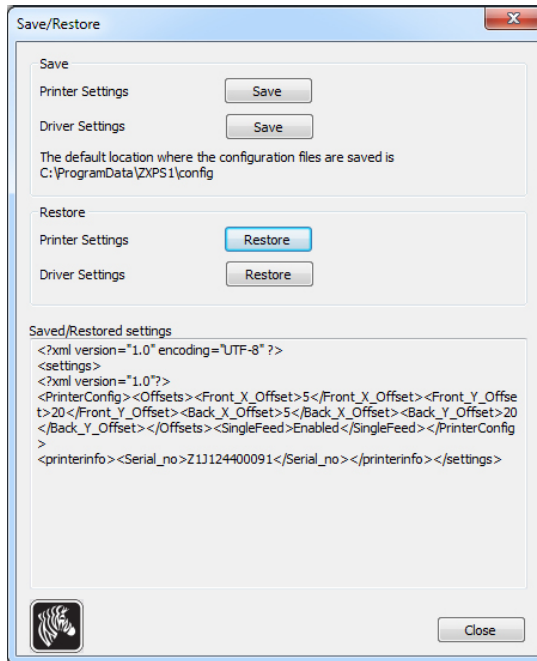 Save/Restore
Save
Printer Settings
Save
Driver Settings
Save
The default location where the configuration files are saved is
C:\ProgramData\ZXPS1\config
Restore
Printer Settings
Restore
Driver Settings
Restore
Saved/Restored settings
<?xml version="1.0" encoding="UTF-8" ?>
<settings>
<?xml version="1.0"?>
<PrinterConfig><Offsets><Front_X_Offset>5</Front_X_Offset><Front_Y_Offse
t>20</Front_Y_Offset><Back_X_Offset>5</Back_X_Offset><Back_Y_Offset>20
</Back_Y_Offset></Offsets><SingleFeed>Enabled</SingleFeed></PrinterConfig
>
<printerinfo><Serial_no>Z1J124400091</Serial_no></printerinfo></settings>
Close